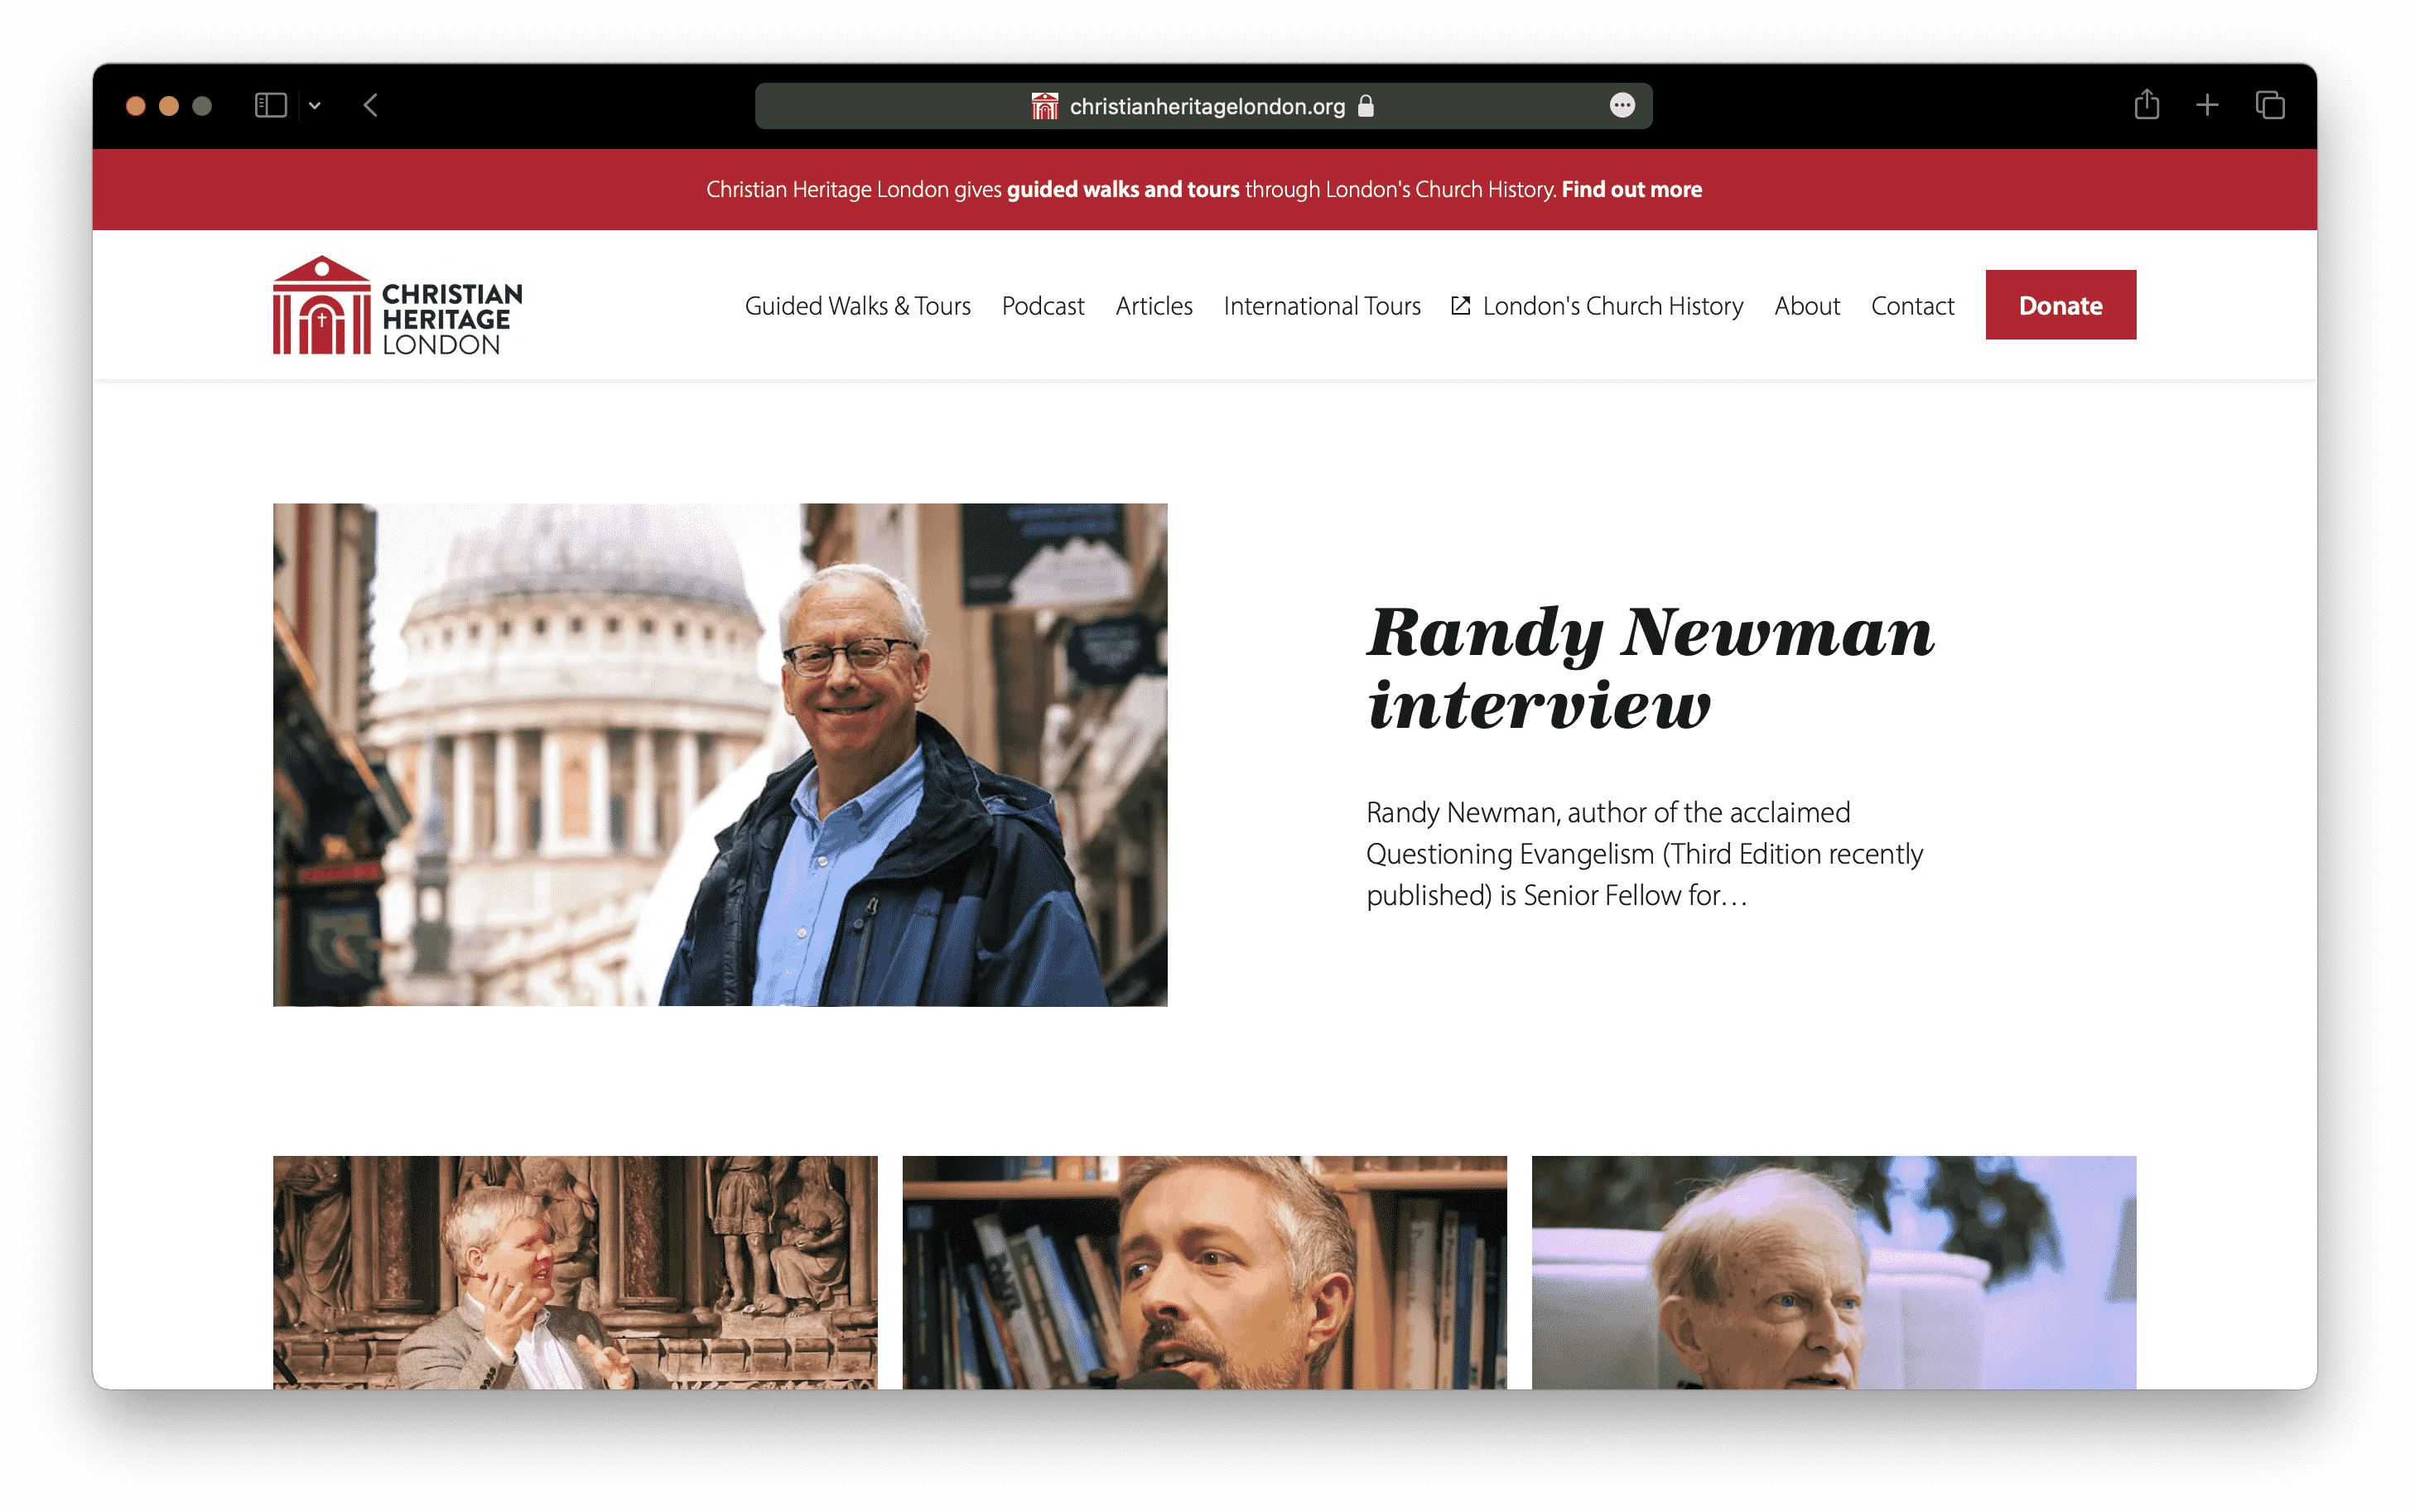 christianheritagelondon.org
Christian Heritage London gives guided walks and tours through London's Church History. Find out more
CHRISTIAN
HERITAGE
LONDON
Guided Walks & Tours Podcast Articles International Tours London's Church History About Contact Donate
Randy Newman
interview
Randy Newman, author of the acclaimed
Questioning Evangelism (Third Edition recently
published) is Senior Fellow for…